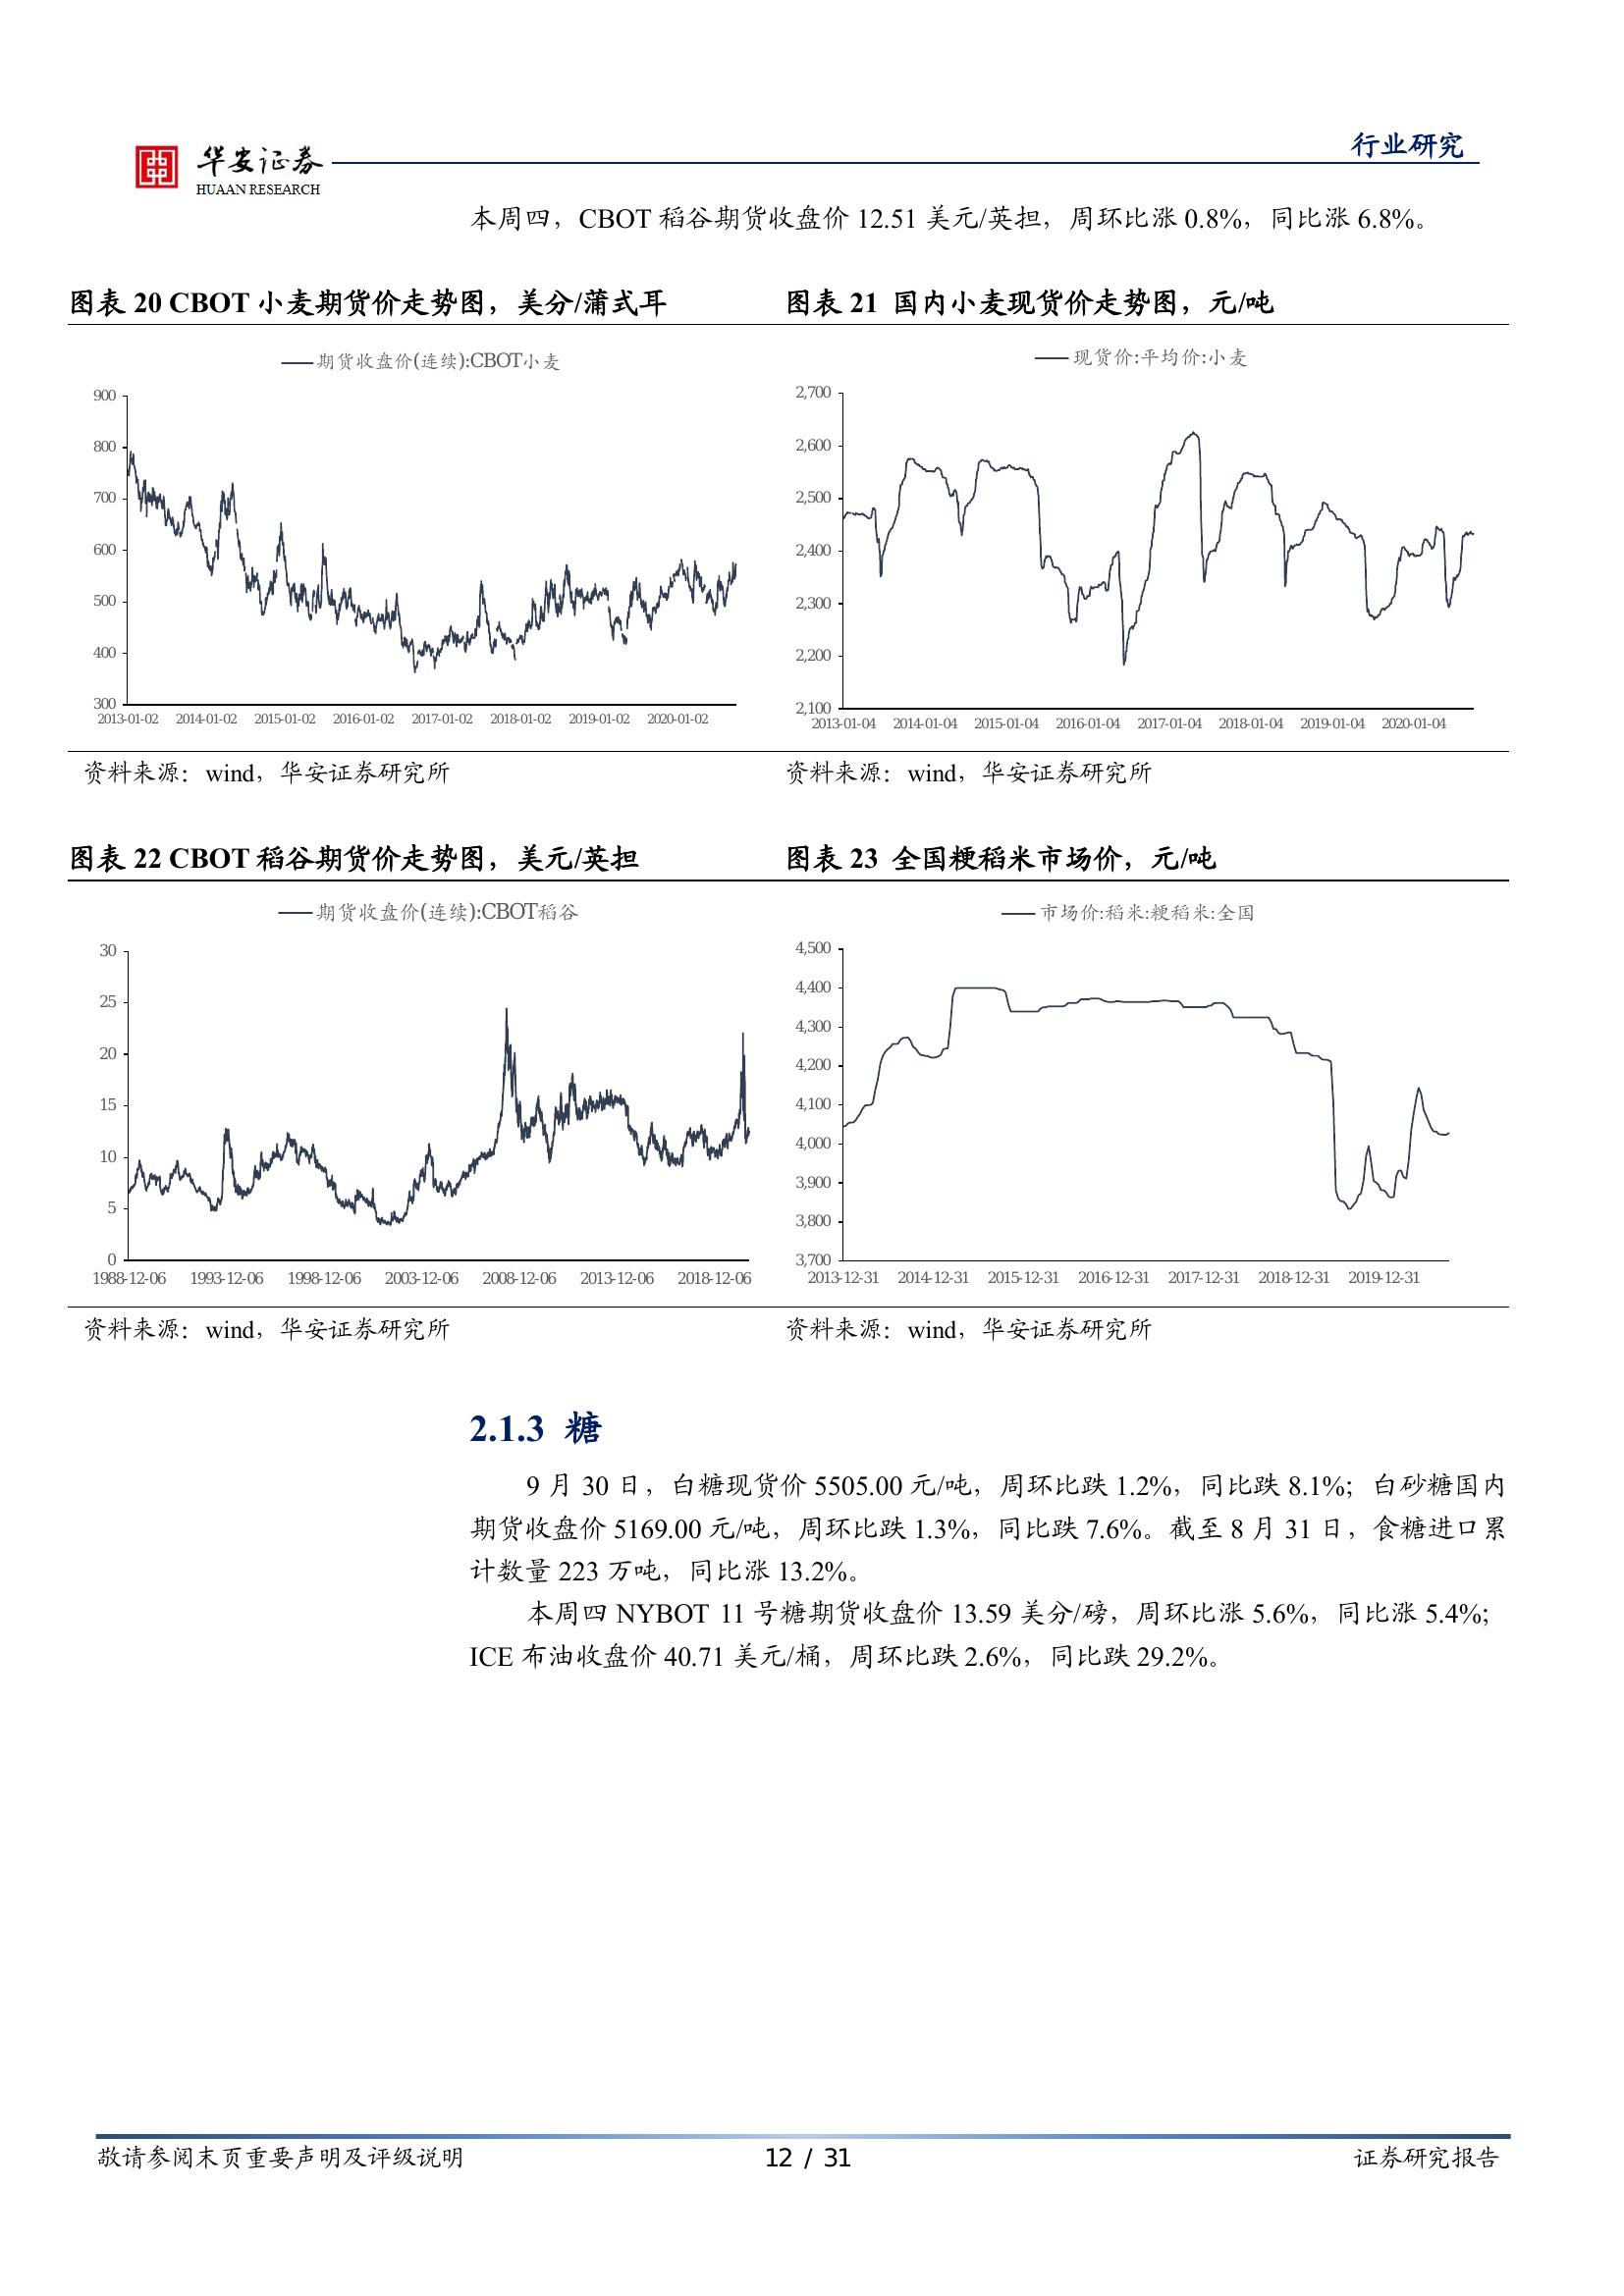 华安证券
HUAAN RESEARCH
行业研究
本周四，CBOT 稻谷期货收盘价 12.51 美元/英担，周环比涨 0.8%，同比涨 6.8%。
图表 20 CBOT 小麦期货价走势图，美分/蒲式耳
图表 21 国内小麦现货价走势图，元/吨
期货收盘价(连续):CBOT小麦
900
800
700
600
500
400
300
2013-01-02 2014-01-02 2015-01-02 2016-01-02 2017-01-02 2018-01-02 2019-01-02 2020-01-02
现货价:平均价:小麦
2,700
2,600
2,500
2,400
2,300
2,200
2,100
2013-01-04 2014-01-04 2015-01-04 2016-01-04 2017-01-04 2018-01-04 2019-01-04 2020-01-04
资料来源：wind，华安证券研究所
资料来源：wind，华安证券研究所
图表 22 CBOT 稻谷期货价走势图，美元/英担
图表 23 全国粳稻米市场价，元/吨
期货收盘价(连续):CBOT稻谷
30
25
20
15
10
5
0
1988-12-06 1993-12-06 1998-12-06 2003-12-06 2008-12-06 2013-12-06 2018-12-06
市场价:稻米:粳稻米:全国
4,500
4,400
4,300
4,200
4,100
4,000
3,900
3,800
3,700
2013-12-31 2014-12-31 2015-12-31 2016-12-31 2017-12-31 2018-12-31 2019-12-31
资料来源：wind，华安证券研究所
资料来源：wind，华安证券研究所
2.1.3 糖
9 月 30 日，白糖现货价 5505.00 元/吨，周环比跌 1.2%，同比跌 8.1%；白砂糖国内
期货收盘价 5169.00 元/吨，周环比跌 1.3%，同比跌 7.6%。截至 8 月 31 日，食糖进口累
计数量 223 万吨，同比涨 13.2%。
本周四 NYBOT 11 号糖期货收盘价 13.59 美分/磅，周环比涨 5.6%，同比涨 5.4%；
ICE 布油收盘价 40.71 美元/桶，周环比跌 2.6%，同比跌 29.2%。
敬请参阅末页重要声明及评级说明
12 / 31
证券研究报告